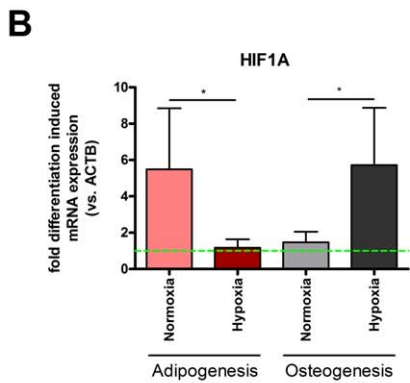 B
HIF1A
fold differentiation induced
mRNA expression
(vs. ACTB)
10
8
6
4
2
0
*
*
Normoxia
Hypoxia
Normoxia
Hypoxia
Adipogenesis
Osteogenesis